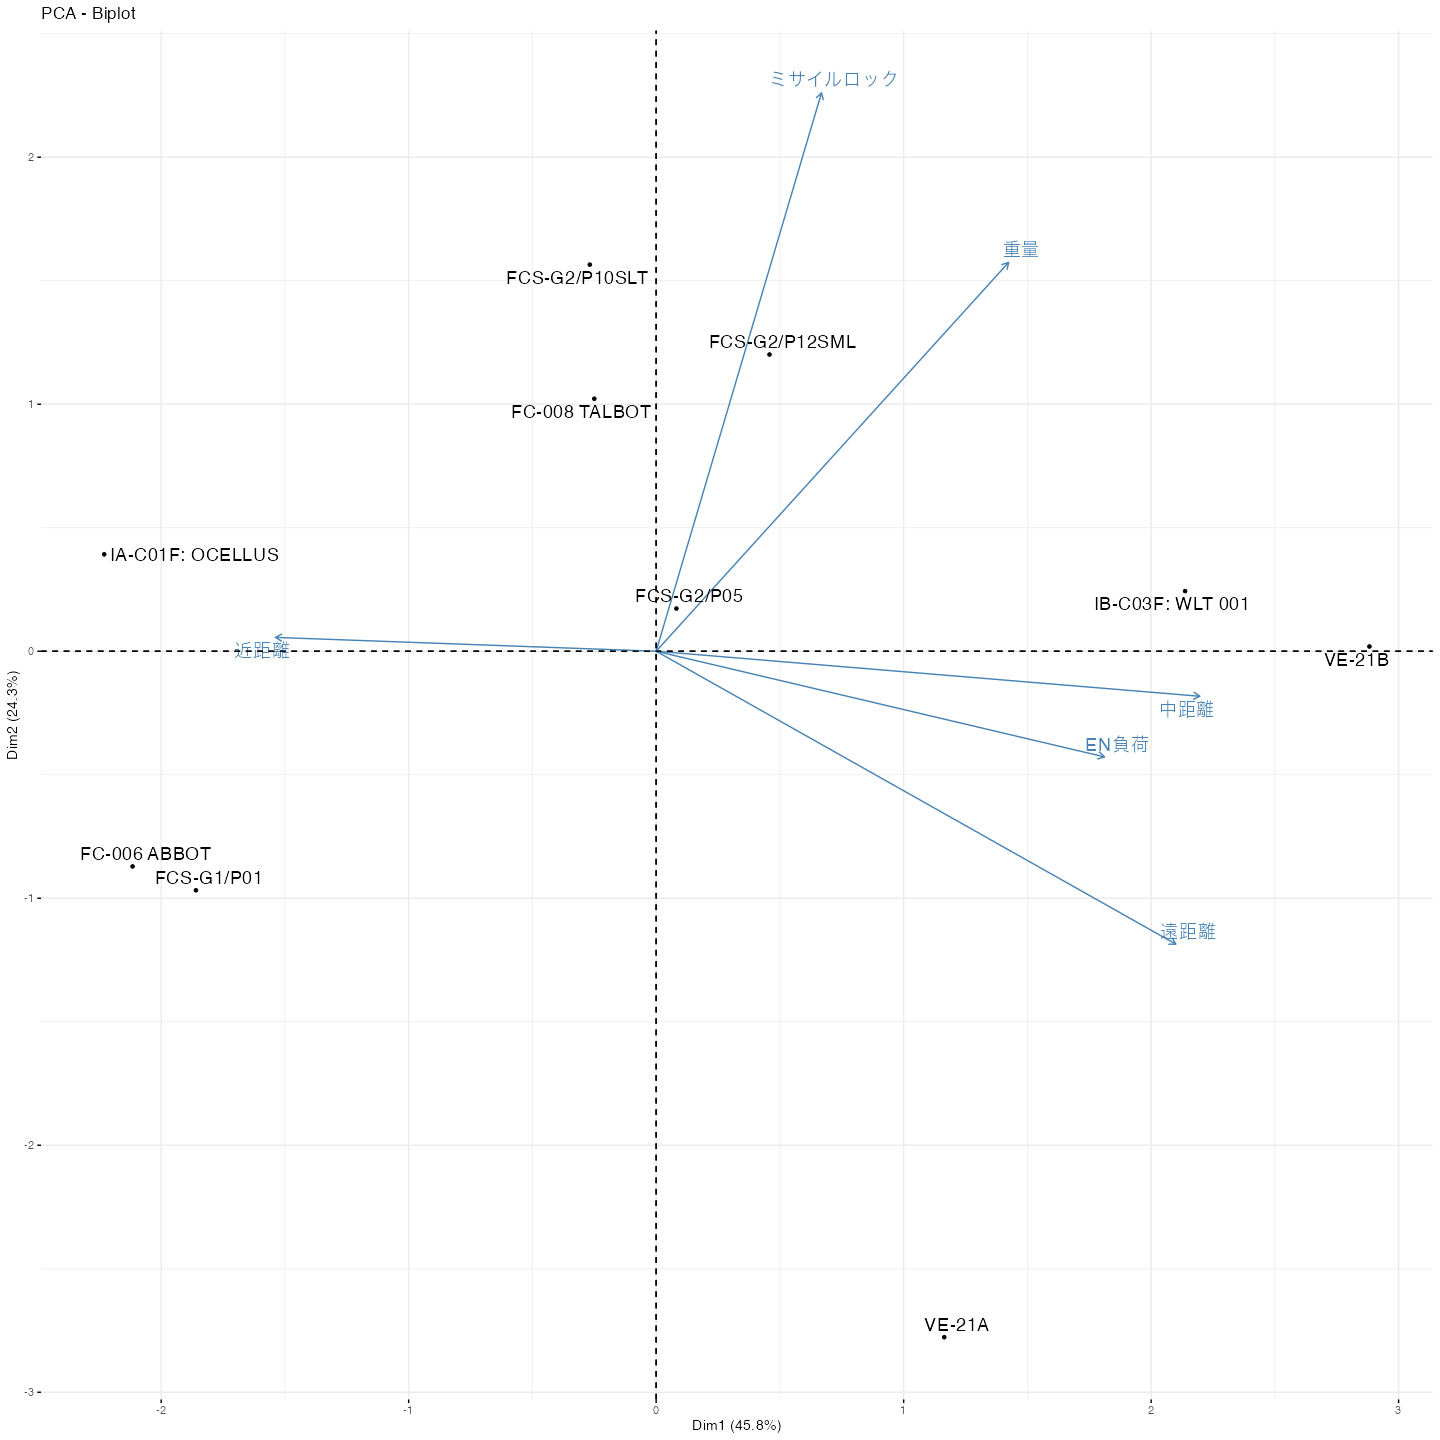 PCA - Biplot
ミサイルロック
2
重量
FCS-G2/P10SLT
FCS-G2/P12SML
1
FC-008 TALBOT
IA-C01F: OCELLUS
FCS-G2/P05
IB-C03F: WLT 001
0
近距離
VE-21B
中距離
EN負荷
Dim2 (24.3%)
FC-006 ABBOT
FCS-G1/P01
-1
遠距離
-2
VE-21A
-3
-2 -1 0 1 2 3
Dim1 (45.8%)